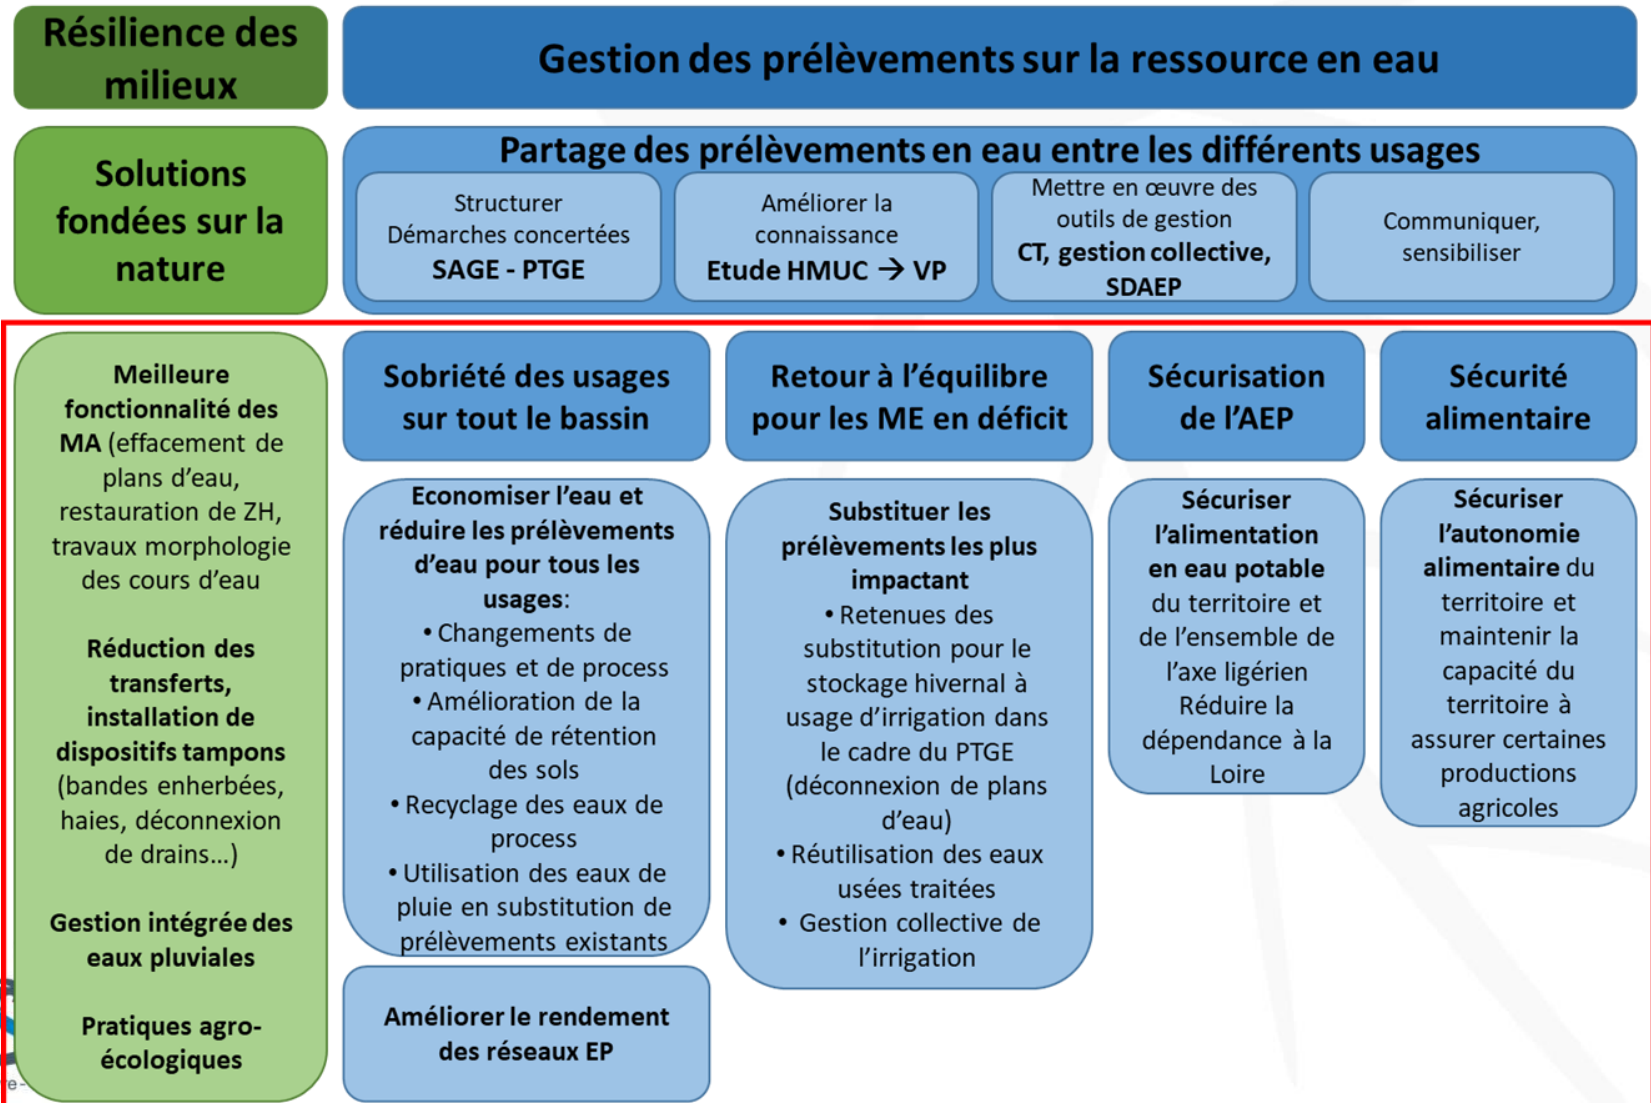 Résilience des
milieux
Gestion des prélèvements sur la ressource en eau
Solutions
fondées sur la
nature
Partage des prélèvements en eau entre les différents usages
Structurer
Démarches concertées
SAGE - PTGE
Améliorer la
connaissance
Etude HMUC → VP
Mettre en œuvre des
outils de gestion
CT, gestion collective,
SDAEP
Communiquer,
sensibiliser
Meilleure
fonctionnalité des
MA (effacement de
plans d’eau,
restauration de ZH,
travaux morphologie
des cours d’eau
Réduction des
transferts,
installation de
dispositifs tampons
(bandes enherbées,
haies, déconnexion
de drains...)
Gestion intégrée des
eaux pluviales
Pratiques agro-
écologiques
Sobriété des usages
sur tout le bassin
Economiser l’eau et
réduire les prélèvements
d’eau pour tous les
usages:
• Changements de
pratiques et de process
• Amélioration de la
capacité de rétention
des sols
• Recyclage des eaux de
process
• Utilisation des eaux de
pluie en substitution de
prélèvements existants
Améliorer le rendement
des réseaux EP
Retour à l’équilibre
pour les ME en déficit
Substituer les
prélèvements les plus
impactant
• Retenues des
substitution pour le
stockage hivernal à
usage d’irrigation dans
le cadre du PTGE
(déconnexion de plans
d’eau)
• Réutilisation des eaux
usées traitées
• Gestion collective de
l’irrigation
Sécurisation
de l’AEP
Sécuriser
l’alimentation
en eau potable
du territoire et
de l’ensemble de
l’axe ligérien
Réduire la
dépendance à la
Loire
Sécurité
alimentaire
Sécuriser
l’autonomie
alimentaire du
territoire et
maintenir la
capacité du
territoire à
assurer certaines
productions
agricoles